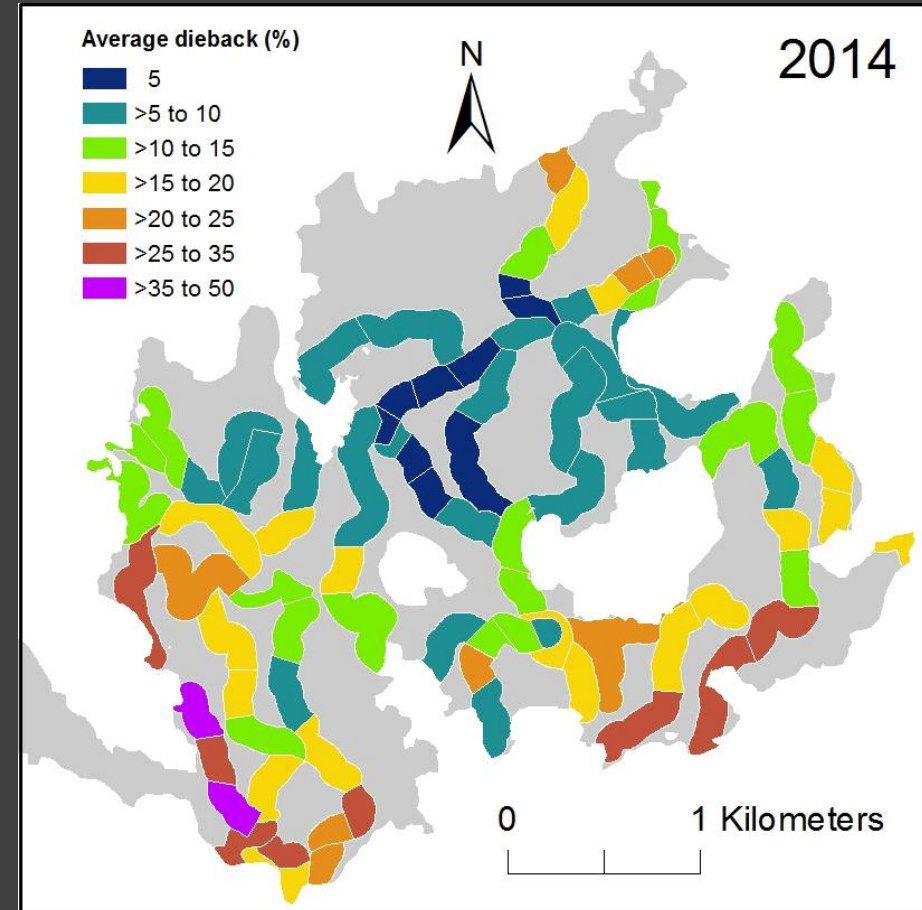 Average dieback (%)
5
>5 to 10
>10 to 15
>15 to 20
>20 to 25
>25 to 35
>35 to 50
N
2014
0 1 Kilometers